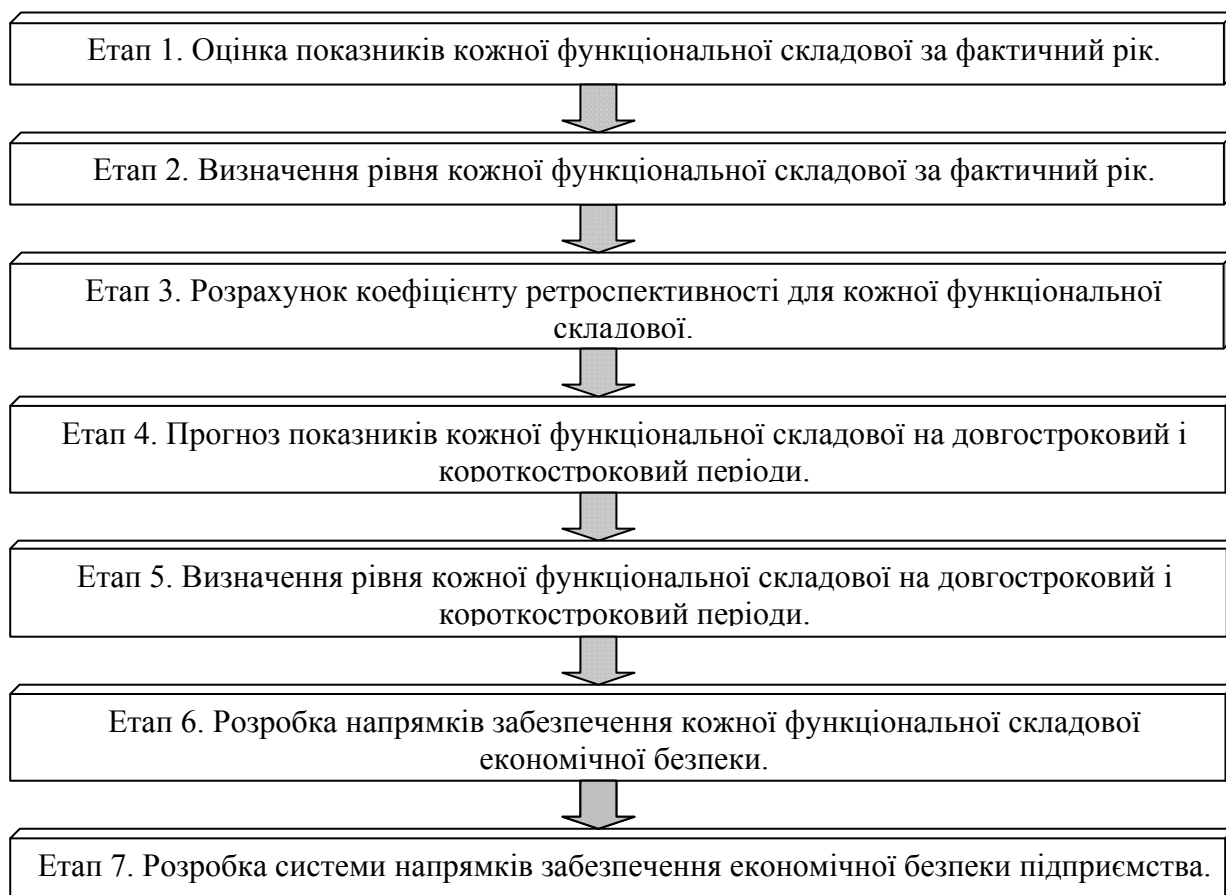 Етап 1. Оцінка показників кожної функціональної складової за фактичний рік.
Етап 2. Визначення рівня кожної функціональної складової за фактичний рік.
Етап 3. Розрахунок коефіцієнту ретроспективності для кожної функціональної
складової.
Етап 4. Прогноз показників кожної функціональної складової на довгостроковий і
короткостроковий періоди.
Етап 5. Визначення рівня кожної функціональної складової на довгостроковий і
короткостроковий періоди.
Етап 6. Розробка напрямків забезпечення кожної функціональної складової
економічної безпеки.
Етап 7. Розробка системи напрямків забезпечення економічної безпеки підприємства.